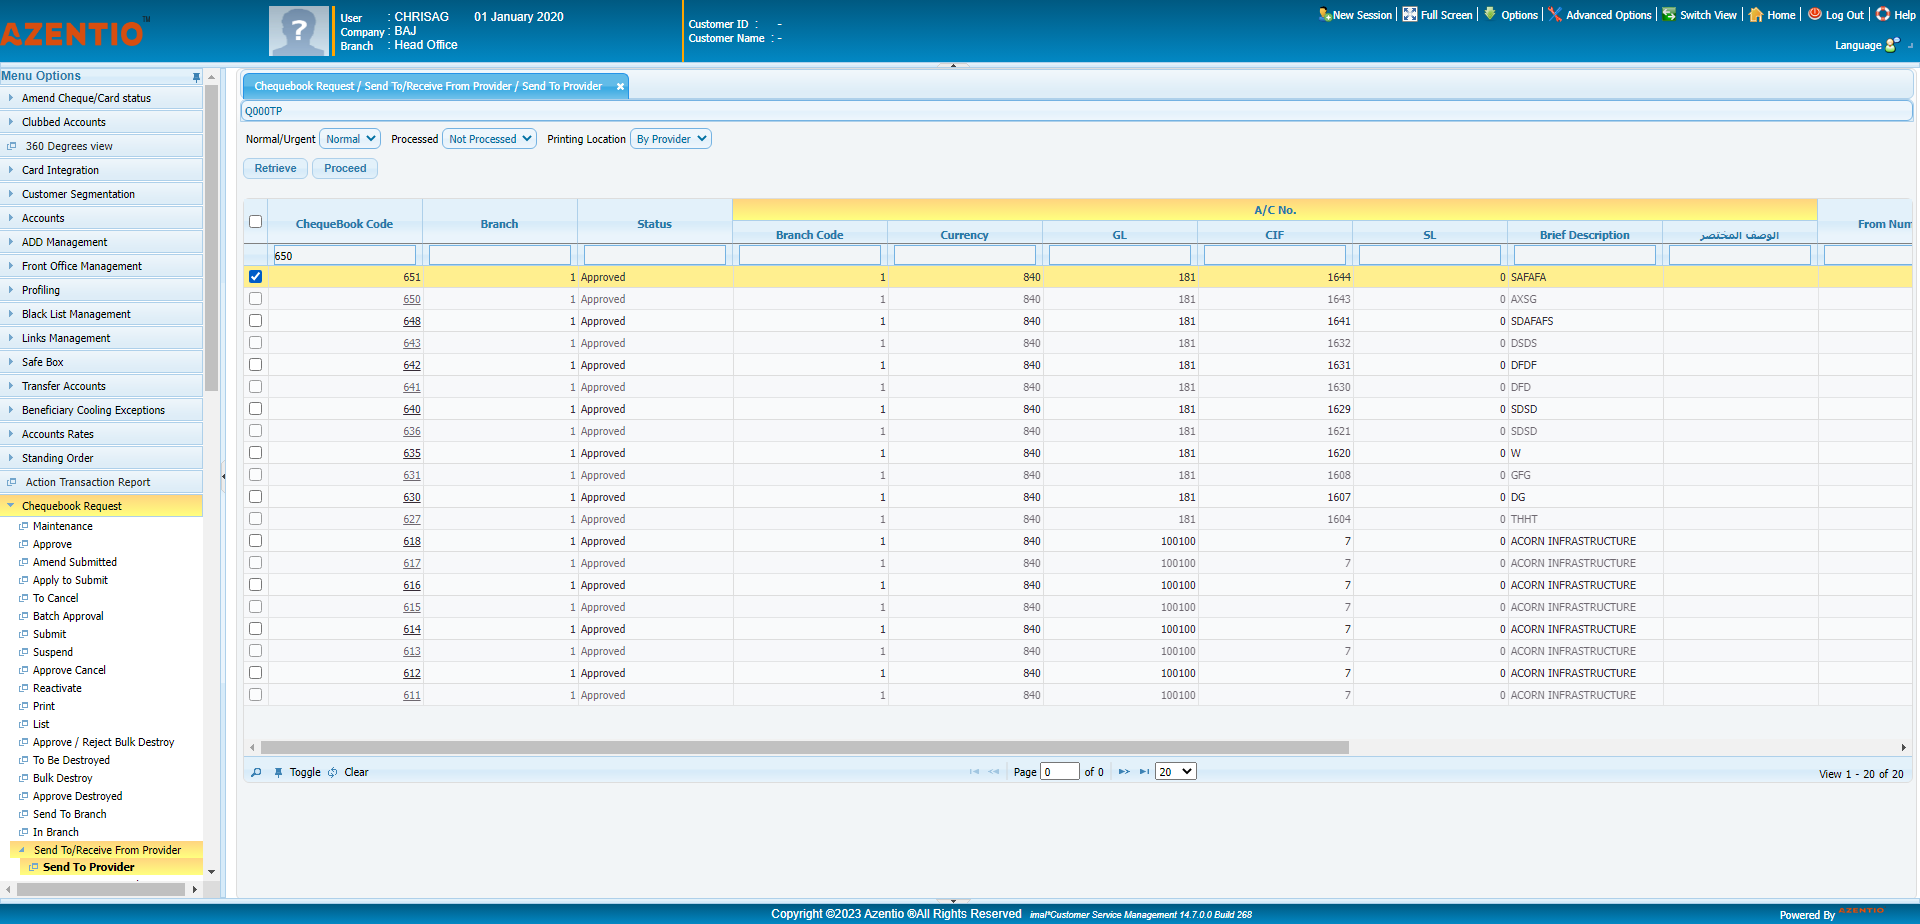 AZENTIO™
User : CHRISAG 01 January 2020
Company : BAJ
Branch : Head Office
Customer ID : -
Customer Name : -
New Session | Full Screen | Options | Advanced Options | Switch View | Home | Log Out | Help
Language
Menu Options
Amend Cheque/Card status
Clubbed Accounts
360 Degrees view
Card Integration
Customer Segmentation
Accounts
ADD Management
Front Office Management
Profiling
Black List Management
Links Management
Safe Box
Transfer Accounts
Beneficiary Cooling Exceptions
Accounts Rates
Standing Order
Action Transaction Report
Chequebook Request
Maintenance
Approve
Amend Submitted
Apply to Submit
To Cancel
Batch Approval
Submit
Suspend
Approve Cancel
Reactivate
Print
List
Approve / Reject Bulk Destroy
To Be Destroyed
Bulk Destroy
Approve Destroyed
Send To Branch
In Branch
Send To/Receive From Provider
Send To Provider
Chequebook Request / Send To/Receive From Provider / Send To Provider
Q000TP
Normal/Urgent Normal Processed Not Processed Printing Location By Provider
Retrieve Proceed
A/C No.
ChequeBook Code Branch Status Branch Code Currency GL CIF SL Brief Description الوصف المختصر From Num
650
651 1 Approved 1 840 181 1644 0 SAFAFA
650 1 Approved 1 840 181 1643 0 AXSG
648 1 Approved 1 840 181 1641 0 SDAFAFS
643 1 Approved 1 840 181 1632 0 DSDS
642 1 Approved 1 840 181 1631 0 DFDF
641 1 Approved 1 840 181 1630 0 DFD
640 1 Approved 1 840 181 1629 0 SDSD
636 1 Approved 1 840 181 1621 0 SDSD
635 1 Approved 1 840 181 1620 0 W
631 1 Approved 1 840 181 1608 0 GFG
630 1 Approved 1 840 181 1607 0 DG
627 1 Approved 1 840 181 1604 0 THHT
618 1 Approved 1 840 100100 7 0 ACORN INFRASTRUCTURE
617 1 Approved 1 840 100100 7 0 ACORN INFRASTRUCTURE
616 1 Approved 1 840 100100 7 0 ACORN INFRASTRUCTURE
615 1 Approved 1 840 100100 7 0 ACORN INFRASTRUCTURE
614 1 Approved 1 840 100100 7 0 ACORN INFRASTRUCTURE
613 1 Approved 1 840 100100 7 0 ACORN INFRASTRUCTURE
612 1 Approved 1 840 100100 7 0 ACORN INFRASTRUCTURE
611 1 Approved 1 840 100100 7 0 ACORN INFRASTRUCTURE
Toggle Clear Page 0 of 0 20 View 1 - 20 of 20
Copyright ©2023 Azentio ®All Rights Reserved imal*Customer Service Management 14.7.0.0 Build 268
Powered By AZENTIO